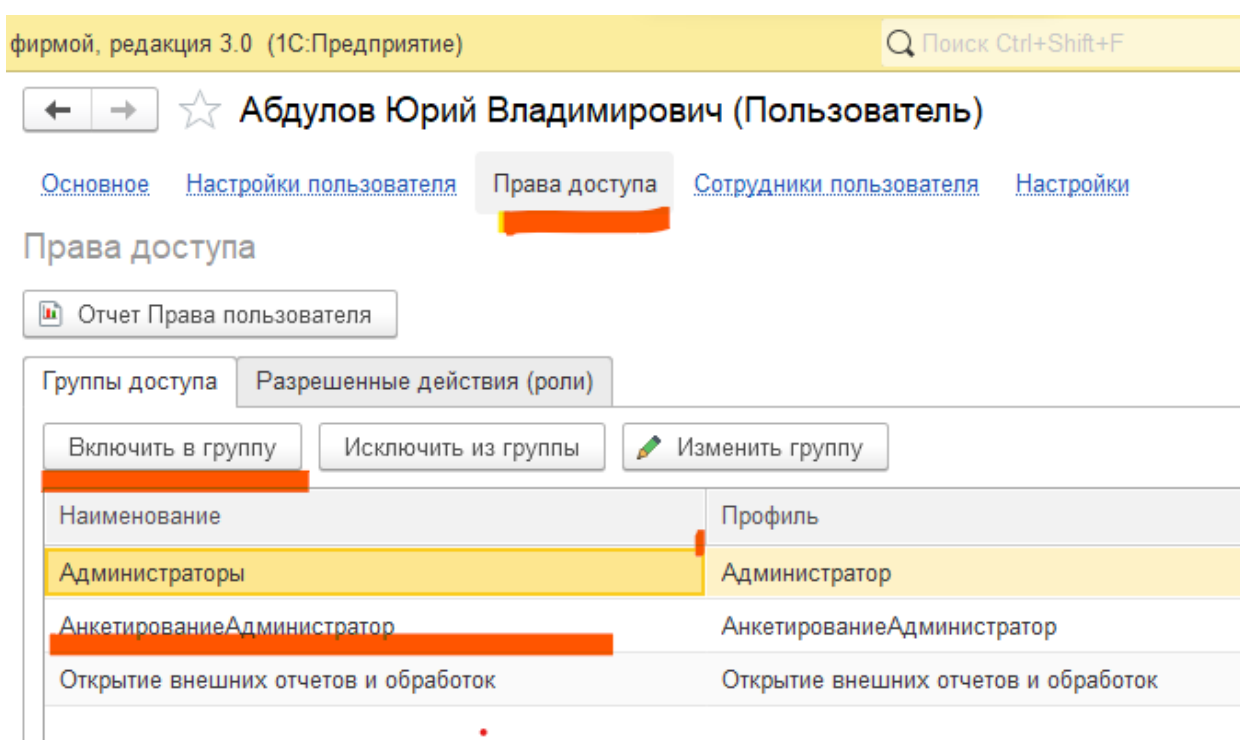 фирмой, редакция 3.0 (1С:Предприятие) Поиск Ctrl+Shift+F
Абдулов Юрий Владимирович (Пользователь)
Основное Настройки пользователя Права доступа Сотрудники пользователя Настройки
Права доступа
Отчет Права пользователя
Группы доступа Разрешенные действия (роли)
Включить в группу Исключить из группы Изменить группу
Наименование Профиль
Администраторы Администратор
АнкетированиеАдминистратор АнкетированиеАдминистратор
Открытие внешних отчетов и обработок Открытие внешних отчетов и обработок